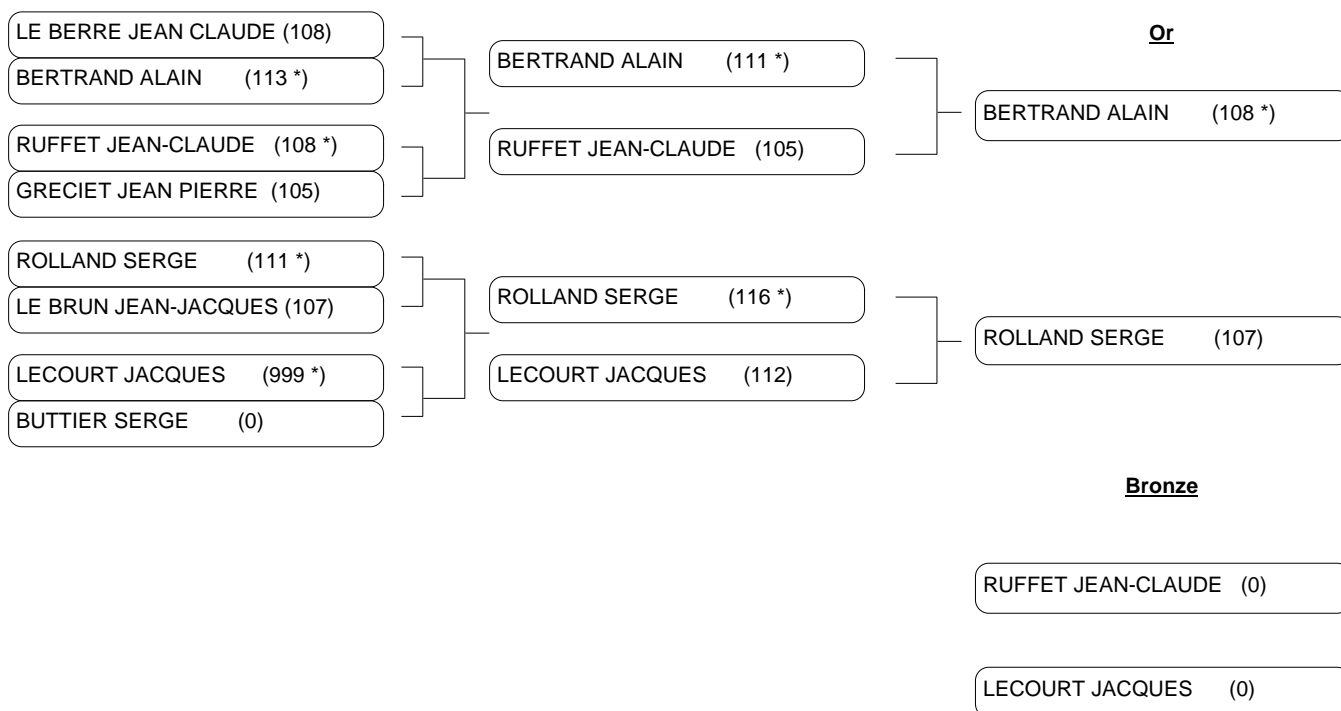 LE BERRE JEAN CLAUDE (108)
BERTRAND ALAIN (113 *)
RUFFET JEAN-CLAUDE (108 *)
GRECIET JEAN PIERRE (105)
ROLLAND SERGE (111 *)
LE BRUN JEAN-JACQUES (107)
LECOURT JACQUES (999 *)
BUTTIER SERGE (0)
BERTRAND ALAIN (111 *)
RUFFET JEAN-CLAUDE (105)
ROLLAND SERGE (116 *)
LECOURT JACQUES (112)
Or
BERTRAND ALAIN (108 *)
ROLLAND SERGE (107)
Bronze
RUFFET JEAN-CLAUDE (0)
LECOURT JACQUES (0)